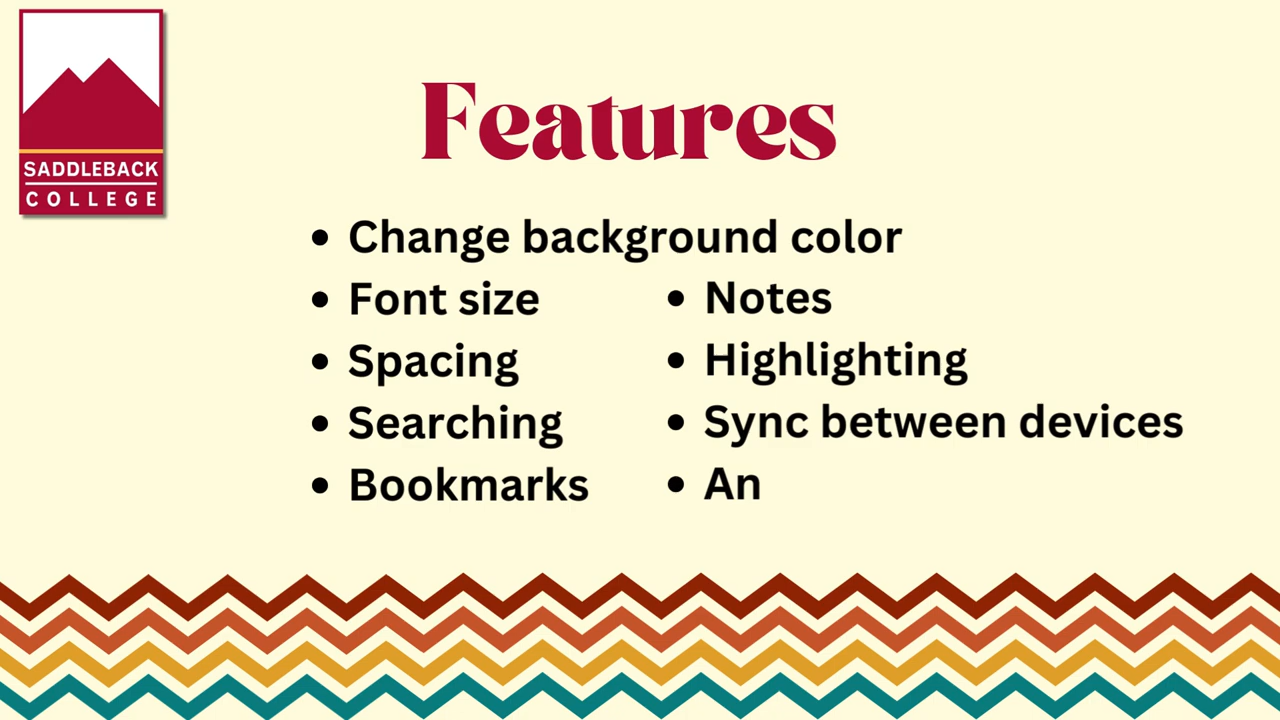 SADDLEBACK
COLLEGE
Features
Change background color
Font size
Spacing
Searching
Bookmarks
Notes
Highlighting
Sync between devices
An